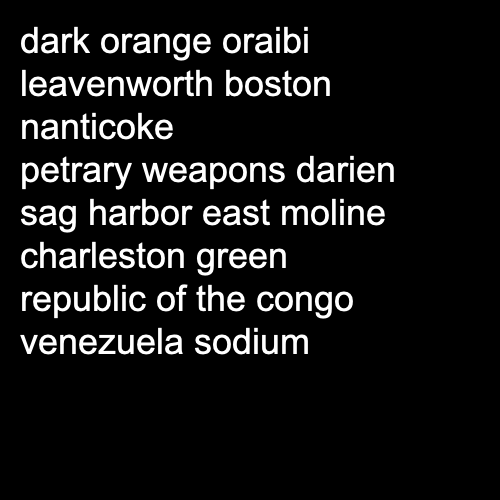 dark orange oraibi
leavenworth boston
nanticoke
petrary weapons darien
sag harbor east moline
charleston green
republic of the congo
venezuela sodium